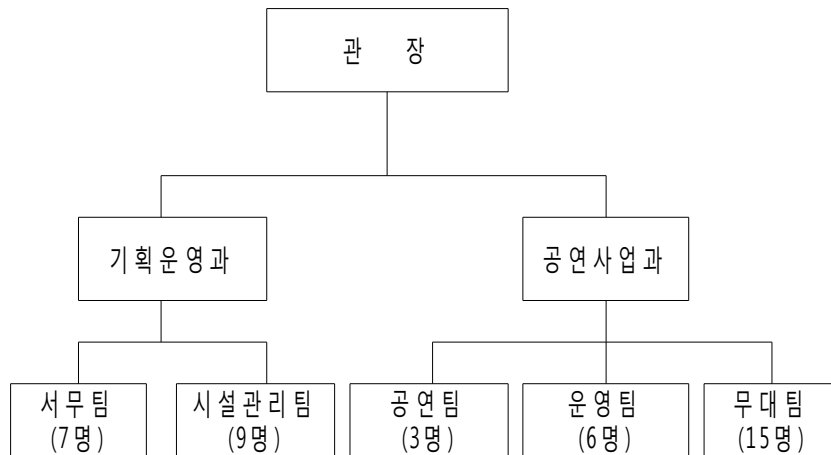 관 장
기획운영과
공연사업과
서무팀
(7명)
시설관리팀
(9명)
공연팀
(3명)
운영팀
(6명)
무대팀
(15명)